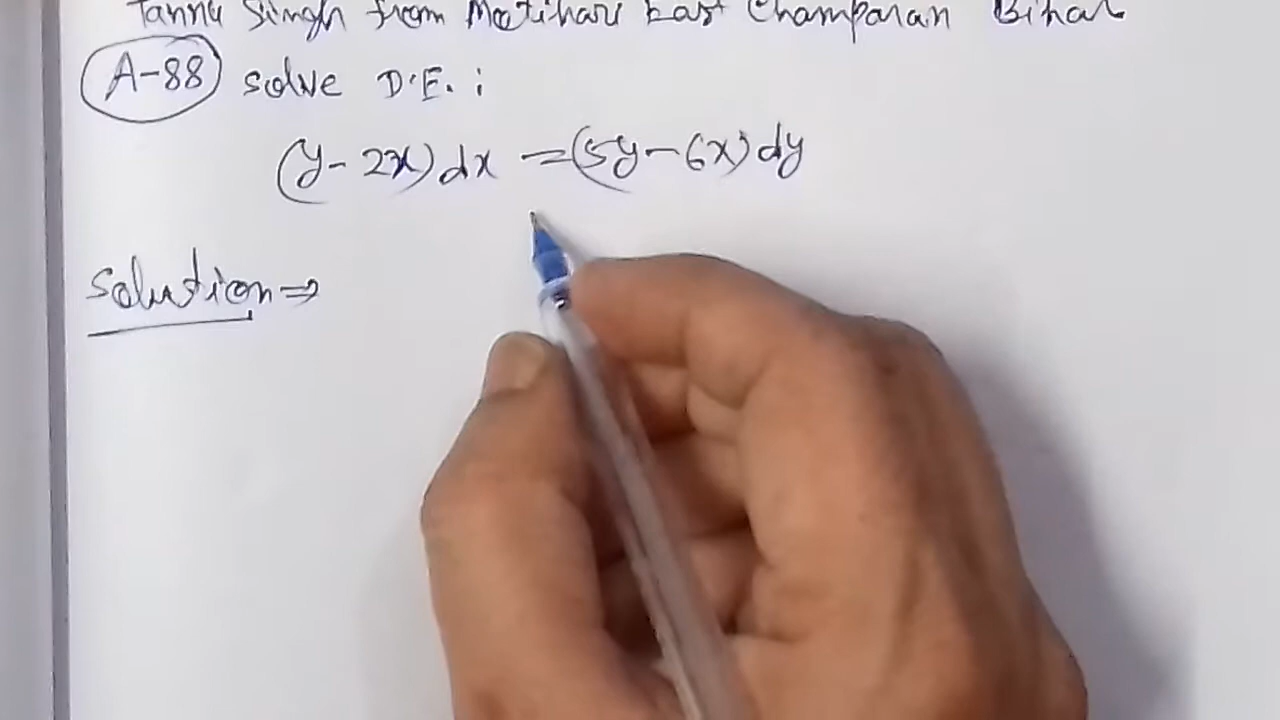 Tannu Singh from Motihari East Champaran Bihar
A-88 Solve D.E. :
(y - 2x) dx = (5y - 6x) dy
Solution ⇒